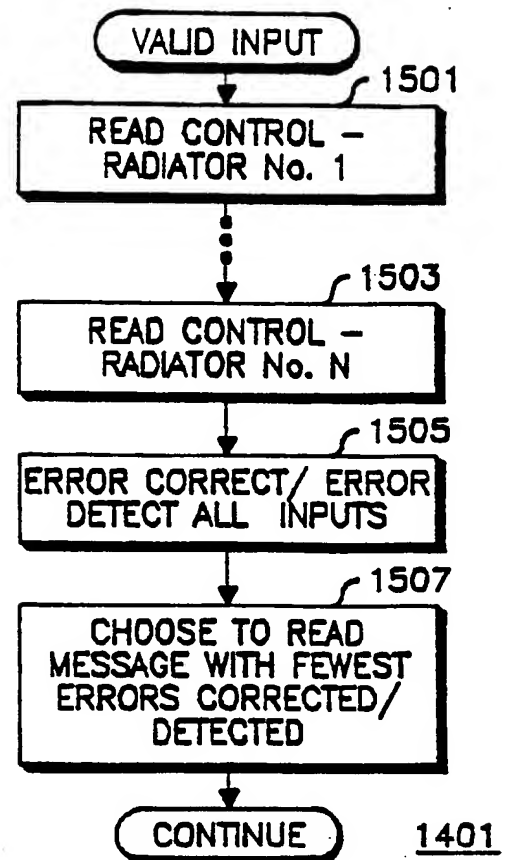 VALID INPUT
1501
READ CONTROL –
RADIATOR No. 1
1503
READ CONTROL –
RADIATOR No. N
1505
ERROR CORRECT/ ERROR
DETECT ALL INPUTS
1507
CHOOSE TO READ
MESSAGE WITH FEWEST
ERRORS CORRECTED/
DETECTED
CONTINUE
1401